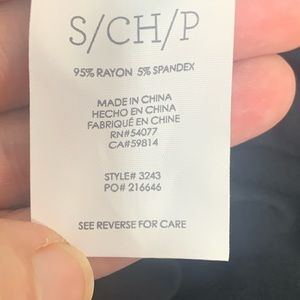 S/CH/P
95% RAYON 5% SPANDEX
MADE IN CHINA
HECHO EN CHINA
FABRIQUÉ EN CHINE
RN#54077
CA#59814
STYLE# 3243
PO# 216646
SEE REVERSE FOR CARE